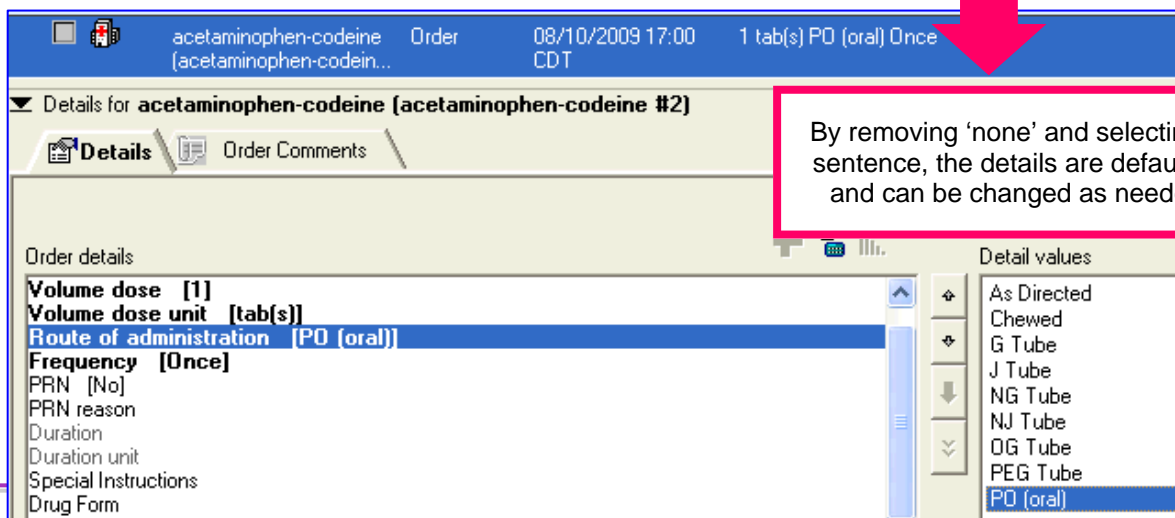 acetaminophen-codeine Order 08/10/2009 17:00 1 tab(s) PO (oral) Once
(acetaminophen-codein... CDT
Details for acetaminophen-codeine (acetaminophen-codeine #2)
By removing ‘none’ and selectin
sentence, the details are defau
and can be changed as need
Details Order Comments
Order details
Volume dose [1]
Volume dose unit [tab(s)]
Route of administration [PO (oral)]
Frequency [Once]
PRN [No]
PRN reason
Duration
Duration unit
Special Instructions
Drug Form
Detail values
As Directed
Chewed
G Tube
J Tube
NG Tube
NJ Tube
OG Tube
PEG Tube
PO (oral)